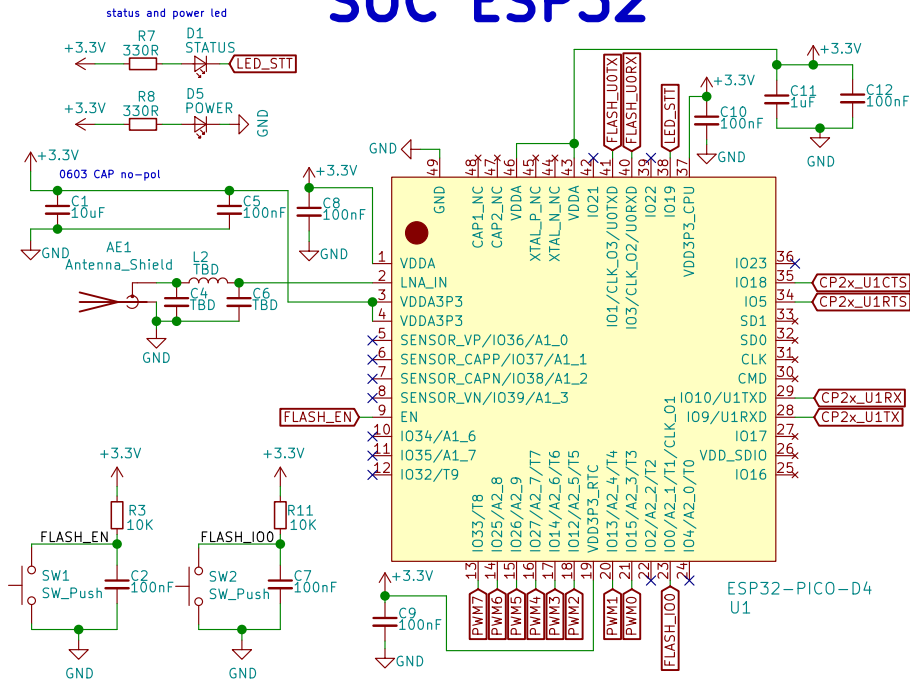 SOC ESP32
status and power led
+3.3V
R7
330R
D1
STATUS
LED_STT
+3.3V
R8
330R
D5
POWER
GND
+3.3V
0603 CAP no-pol
C1
10uF
C5
100nF
GND
+3.3V
C8
100nF
GND
AE1
Antenna_Shield
L2
TBD
C4
TBD
C6
TBD
GND
GND
+3.3V
C10
100nF
GND
+3.3V
C11
1uF
C12
100nF
GND
FLASH_U0TX
FLASH_U0RX
LED_STT
49
GND
48
CAP1_NC
47
CAP2_NC
46
VDDA
45
XTAL_P_NC
44
XTAL_N_NC
43
VDDA
42
IO21
41
IO1/CLK_O3/U0TXD
40
IO3/CLK_O2/U0RXD
39
IO22
38
IO19
37
VDD3P3_CPU
1
VDDA
2
LNA_IN
3
VDDA3P3
4
VDDA3P3
5
SENSOR_VP/IO36/A1_0
6
SENSOR_CAPP/IO37/A1_1
7
SENSOR_CAPN/IO38/A1_2
8
SENSOR_VN/IO39/A1_3
FLASH_EN
9
EN
10
IO34/A1_6
11
IO35/A1_7
12
IO32/T9
36
IO23
35
IO18
CP2x_U1CTS
34
IO5
CP2x_U1RTS
33
SD1
32
SD0
31
CLK
30
CMD
29
IO10/U1TXD
CP2x_U1RX
28
IO9/U1RXD
CP2x_U1TX
27
IO17
26
VDD_SDIO
25
IO16
13
IO33/T8
14
IO25/A2_8
15
IO26/A2_9
16
IO27/A2_7/T7
17
IO14/A2_6/T6
18
IO12/A2_5/T5
19
VDD3P3_RTC
20
IO13/A2_4/T4
21
IO15/A2_3/T3
22
IO2/A2_2/T2
23
IO0/A2_1/T1/CLK_O1
24
IO4/A2_0/T0
PWM7
PWM6
PWM5
PWM4
PWM3
PWM2
PWM1
PWM0
FLASH_IO0
ESP32-PICO-D4
U1
+3.3V
R3
10K
FLASH_EN
SW1
SW_Push
C2
100nF
GND
+3.3V
R11
10K
FLASH_IO0
SW2
SW_Push
C7
100nF
GND
+3.3V
C9
100nF
GND